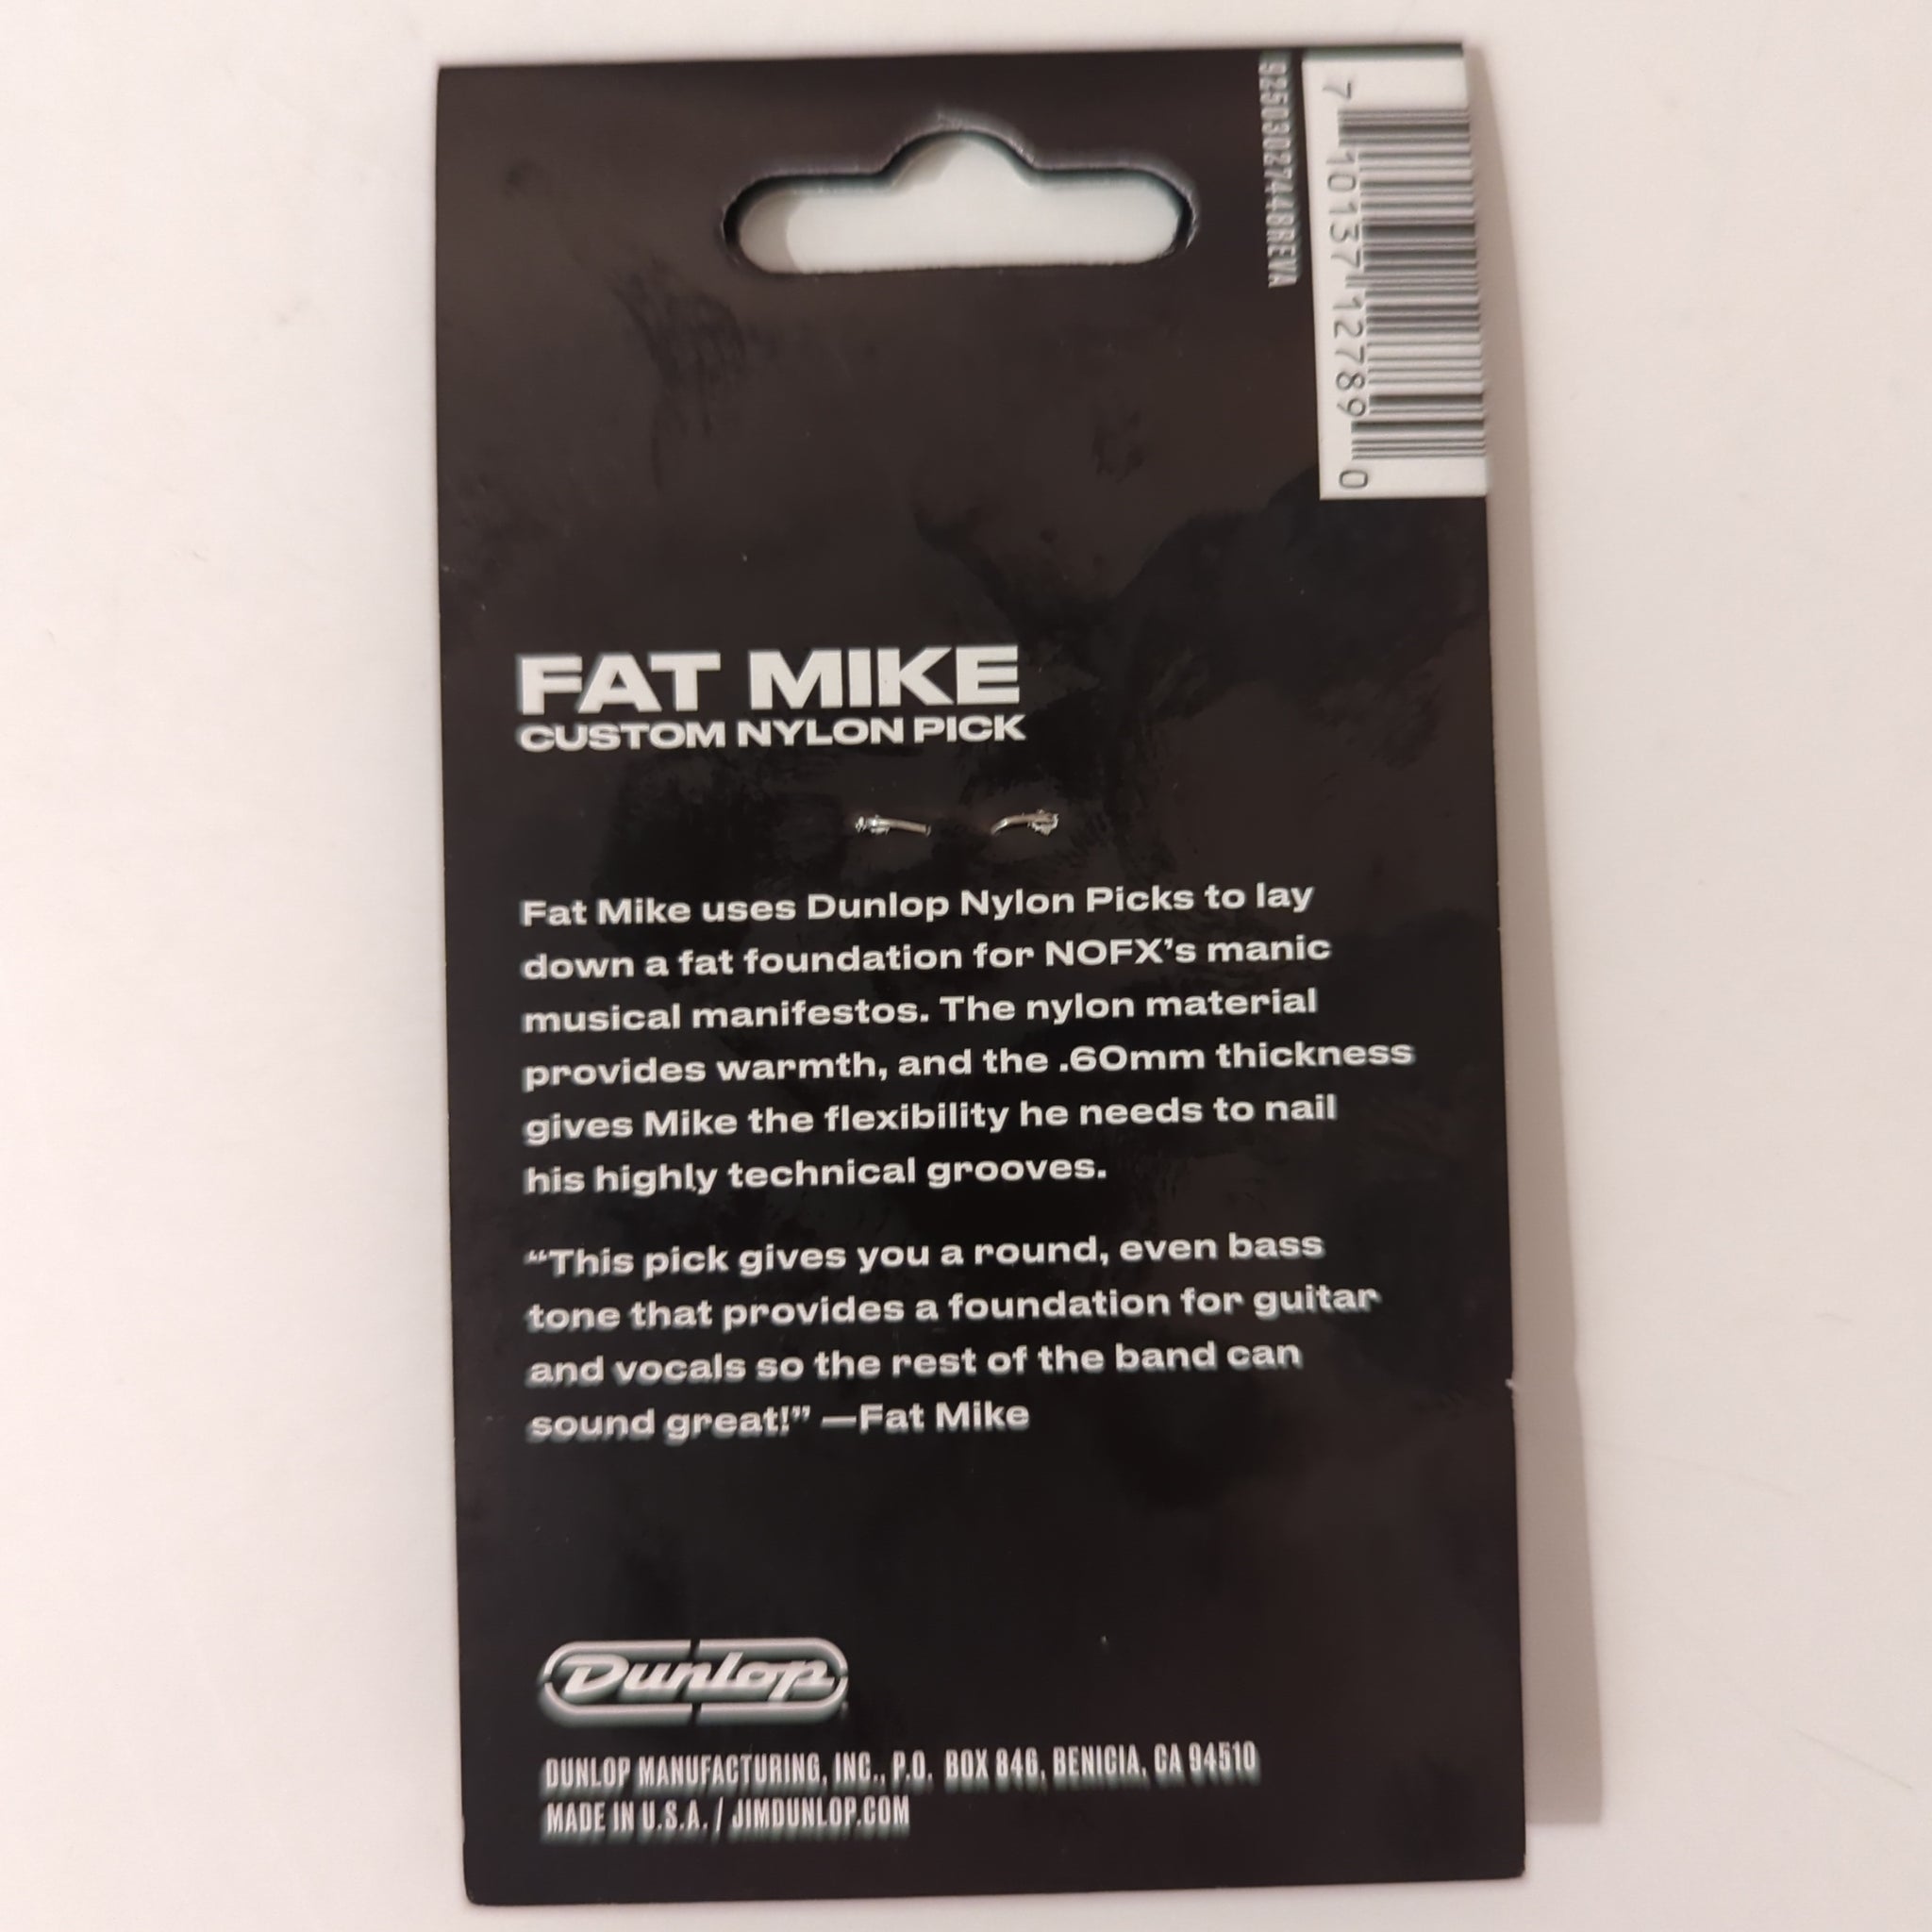 92503027448REVA
7 10137 12789 0
FAT MIKE
CUSTOM NYLON PICK
Fat Mike uses Dunlop Nylon Picks to lay
down a fat foundation for NOFX’s manic
musical manifestos. The nylon material
provides warmth, and the .60mm thickness
gives Mike the flexibility he needs to nail
his highly technical grooves.
“This pick gives you a round, even bass
tone that provides a foundation for guitar
and vocals so the rest of the band can
sound great!” —Fat Mike
Dunlop
DUNLOP MANUFACTURING, INC., P.O. BOX 846, BENICIA, CA 94510
MADE IN U.S.A. / JIMDUNLOP.COM